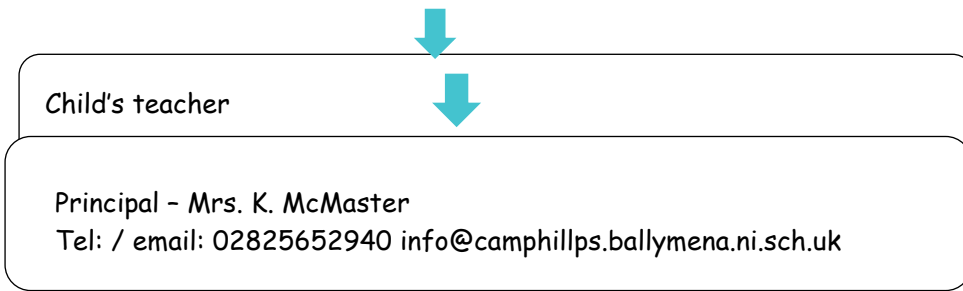 Child's teacher
Principal – Mrs. K. McMaster
Tel: / email: 02825652940 info@camphillps.ballymena.ni.sch.uk